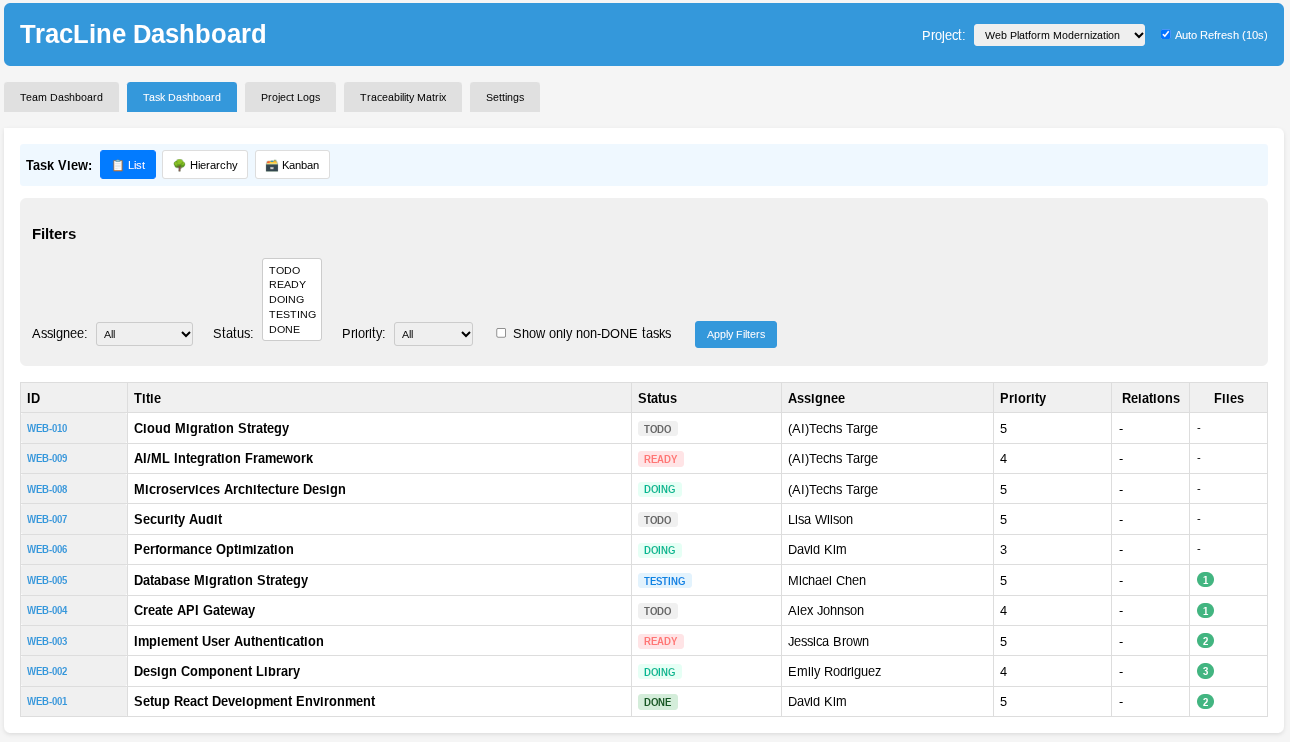 TracLine Dashboard
Project: Web Platform Modernization Auto Refresh (10s)
Team Dashboard Task Dashboard Project Logs Traceability Matrix Settings
Task View: List Hierarchy Kanban
Filters
TODO
READY
DOING
TESTING
DONE
Assignee: All Status: Priority: All Show only non-DONE tasks Apply Filters
ID Title Status Assignee Priority Relations Files
WEB-010 Cloud Migration Strategy TODO (AI)Techs Targe 5 - -
WEB-009 AI/ML Integration Framework READY (AI)Techs Targe 4 - -
WEB-008 Microservices Architecture Design DOING (AI)Techs Targe 5 - -
WEB-007 Security Audit TODO Lisa Wilson 5 - -
WEB-006 Performance Optimization DOING David Kim 3 - -
WEB-005 Database Migration Strategy TESTING Michael Chen 5 - 1
WEB-004 Create API Gateway TODO Alex Johnson 4 - 1
WEB-003 Implement User Authentication READY Jessica Brown 5 - 2
WEB-002 Design Component Library DOING Emily Rodriguez 4 - 3
WEB-001 Setup React Development Environment DONE David Kim 5 - 2